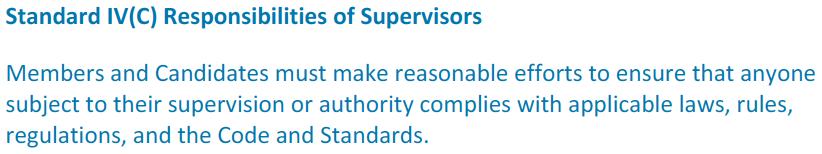 Standard IV(C) Responsibilities of Supervisors
Members and Candidates must make reasonable efforts to ensure that anyone
subject to their supervision or authority complies with applicable laws, rules,
regulations, and the Code and Standards.